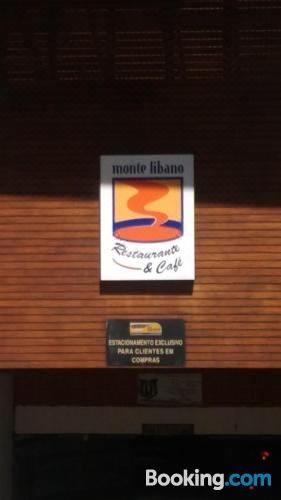 monte libano
Restaurante
& Café
ESTACIONAMENTO EXCLUSIVO
PARA CLIENTES EM
COMPRAS
Booking.com